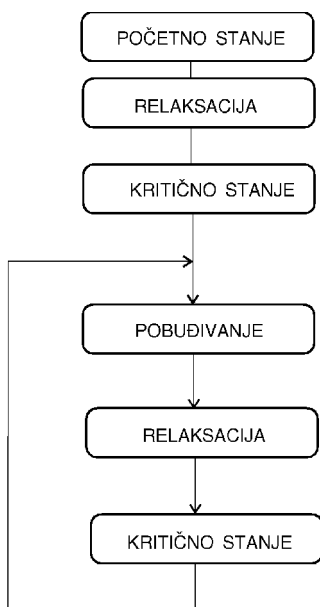 POČETNO STANJE
RELAKSACIJA
KRITIČNO STANJE
POBUĐIVANJE
RELAKSACIJA
KRITIČNO STANJE